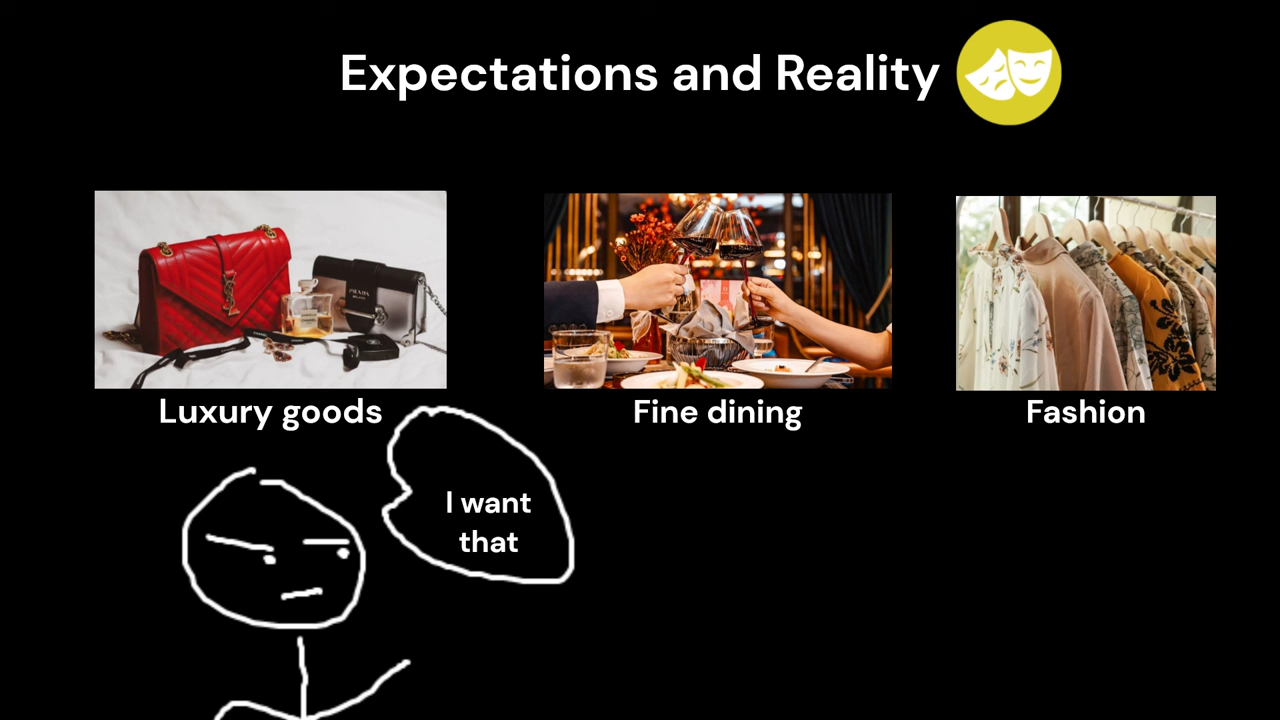 Expectations and Reality
Luxury goods
Fine dining
Fashion
I want
that